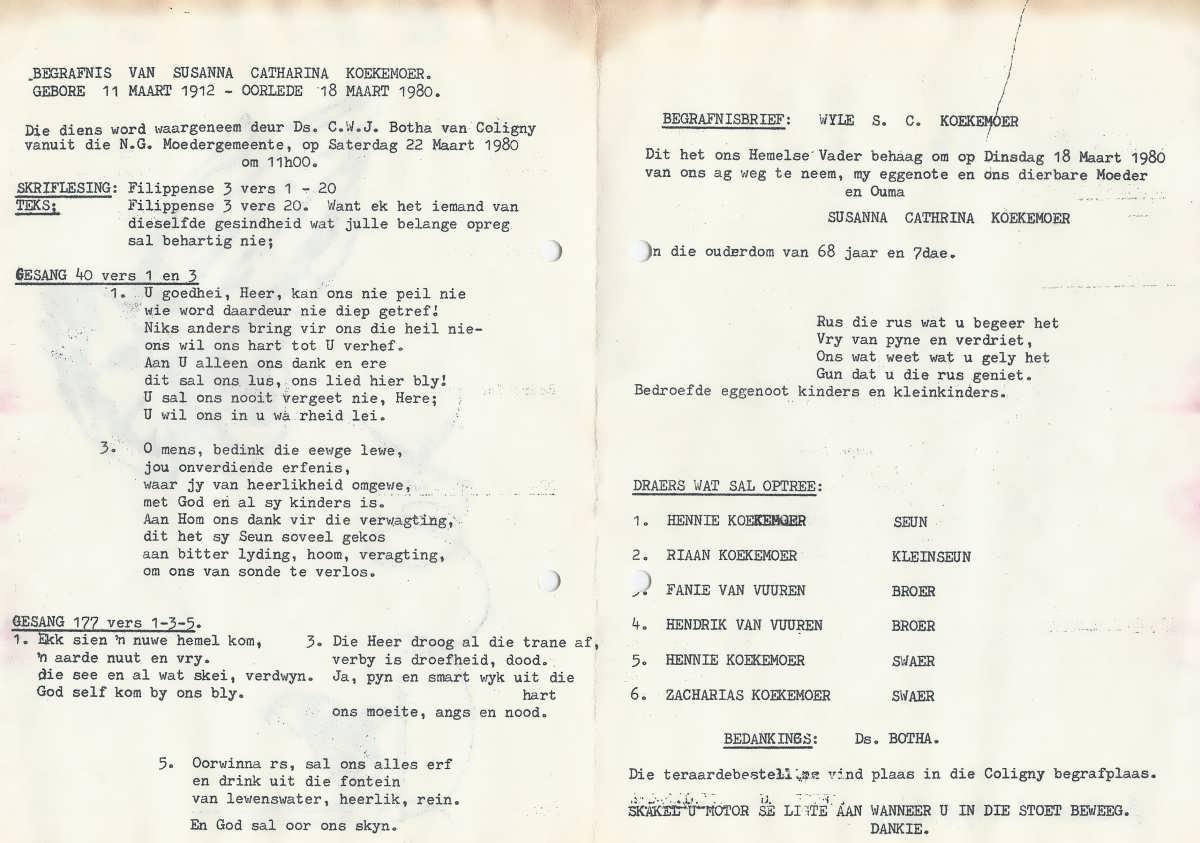 BEGRAFNIS VAN SUSANNA CATHARINA KOEKEMOER.
GEBORE 11 MAART 1912 - OORLEDE 18 MAART 1980.
Die diens word waargeneem deur Ds. C.W.J. Botha van Coligny
vanuit die N.G. Moedergemeente, op Saterdag 22 Maart 1980
om 11h00.
SKRIFLESING: Filippense 3 vers 1 - 20
TEKS: Filippense 3 vers 20. Want ek het iemand van
dieselfde gesindheid wat julle belange opreg
sal behartig nie;
GESANG 40 vers 1 en 3
1. U goedhei, Heer, kan ons nie peil nie
wie word daardeur nie diep getref!
Niks anders bring vir ons die heil nie-
ons wil ons hart tot U verhef.
Aan U alleen ons dank en ere
dit sal ons lus, ons lied hier bly!
U sal ons nooit vergeet nie, Here;
U wil ons in u wa rheid lei.
3. O mens, bedink die eewge lewe,
jou onverdiende erfenis,
waar jy van heerlikheid omgewe,
met God en al sy kinders is.
Aan Hom ons dank vir die verwagting,
dit het sy Seun soveel gekos
aan bitter lyding, hoom, veragting,
om ons van sonde te verlos.
GESANG 177 vers 1-3-5.
1. Ekk sien 'n nuwe hemel kom,
'n aarde nuut en vry.
die see en al wat skei, verdwyn.
God self kom by ons bly.
3. Die Heer droog al die trane af,
verby is droefheid, dood.
Ja, pyn en smart wyk uit die
hart
ons moeite, angs en nood.
5. Oorwinna rs, sal ons alles erf
en drink uit die fontein
van lewenswater, heerlik, rein.
En God sal oor ons skyn.
BEGRAFNISBRIEF: WYLE S. C. KOEKEMOER
Dit het ons Hemelse Vader behaag om op Dinsdag 18 Maart 1980
van ons ag weg te neem, my eggenote en ons dierbare Moeder
en Ouma
SUSANNA CATHRINA KOEKEMOER
n die ouderdom van 68 jaar en 7dae.
Rus die rus wat u begeer het
Vry van pyne en verdriet,
Ons wat weet wat u gely het
Gun dat u die rus geniet.
Bedroefde eggenoot kinders en kleinkinders.
DRAERS WAT SAL OPTREE:
1. HENNIE KOEKEMOER SEUN
2. RIAAN KOEKEMOER KLEINSEUN
3. FANIE VAN VUUREN BROER
4. HENDRIK VAN VUUREN BROER
5. HENNIE KOEKEMOER SWAER
6. ZACHARIAS KOEKEMOER SWAER
BEDANKINGS: Ds. BOTHA.
Die teraardebestelling vind plaas in die Coligny begrafplaas.
SKAKEL U MOTOR SE LIGTE AAN WANNEER U IN DIE STOET BEWEEG.
DANKIE.